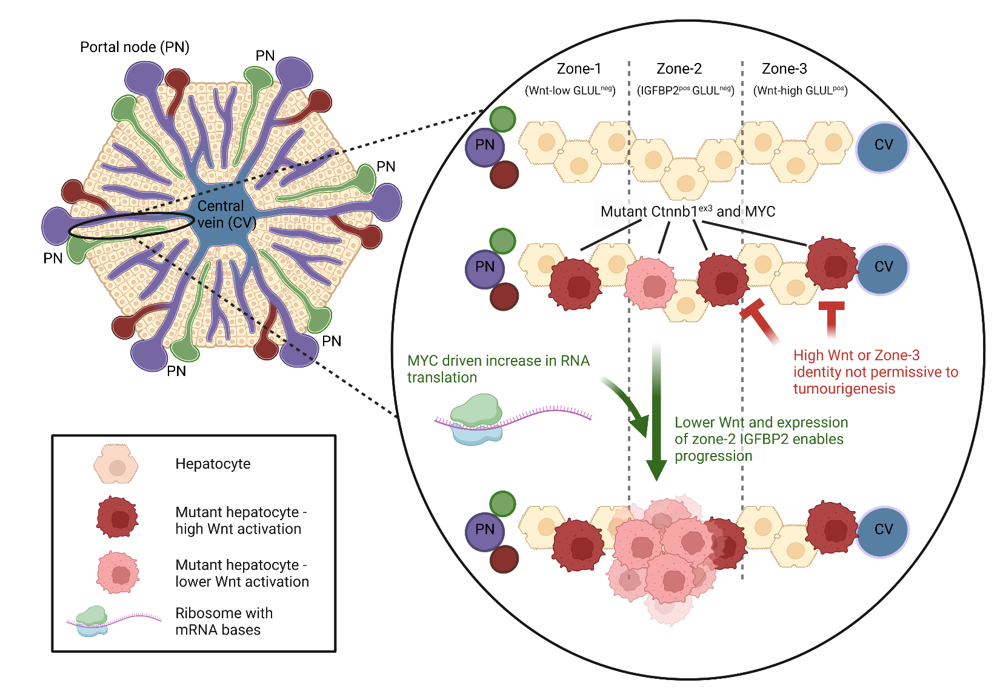 Portal node (PN)
PN
PN
Central
vein (CV)
PN
PN
PN
Zone-1
(Wnt-low GLULneg)
Zone-2
(IGFBP2pos GLULneg)
Zone-3
(Wnt-high GLULpos)
PN
CV
Mutant Ctnnb1ex3 and MYC
PN
CV
MYC driven increase in RNA
translation
High Wnt or Zone-3
identity not permissive to
tumourigenesis
Lower Wnt and expression
of zone-2 IGFBP2 enables
progression
PN
CV
Hepatocyte
Mutant hepatocyte -
high Wnt activation
Mutant hepatocyte -
lower Wnt activation
Ribosome with
mRNA bases